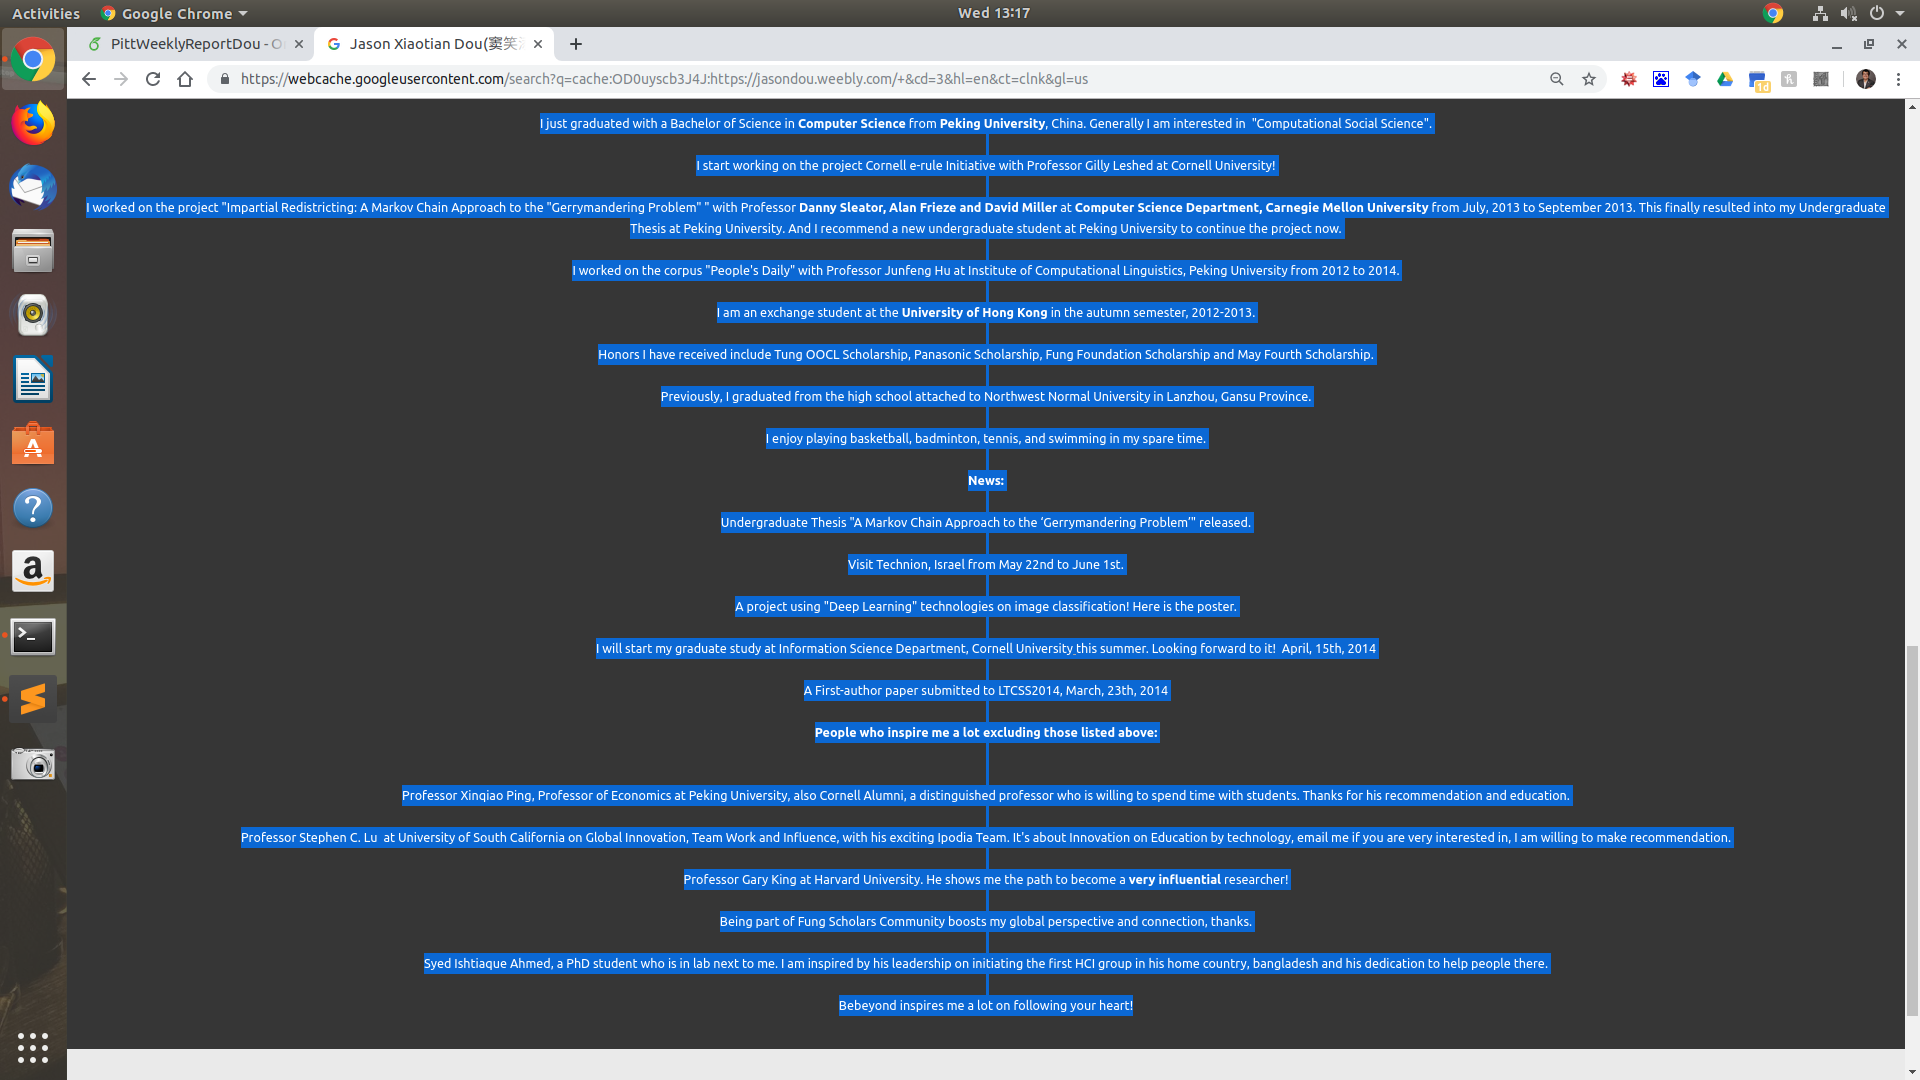 Activities
Google Chrome
Wed 13:17
PittWeeklyReportDou - O
Jason Xiaotian Dou(窦笑
https://webcache.googleusercontent.com/search?q=cache:OD0uyscb3J4J:https://jasondou.weebly.com/+&cd=3&hl=en&ct=clnk&gl=us
1d
I just graduated with a Bachelor of Science in Computer Science from Peking University, China. Generally I am interested in  "Computational Social Science".
I start working on the project Cornell e-rule Initiative with Professor Gilly Leshed at Cornell University!
I worked on the project "Impartial Redistricting: A Markov Chain Approach to the "Gerrymandering Problem" " with Professor Danny Sleator, Alan Frieze and David Miller at Computer Science Department, Carnegie Mellon University from July, 2013 to September 2013. This finally resulted into my Undergraduate
Thesis at Peking University. And I recommend a new undergraduate student at Peking University to continue the project now.
I worked on the corpus "People's Daily" with Professor Junfeng Hu at Institute of Computational Linguistics, Peking University from 2012 to 2014.
I am an exchange student at the University of Hong Kong in the autumn semester, 2012-2013.
Honors I have received include Tung OOCL Scholarship, Panasonic Scholarship, Fung Foundation Scholarship and May Fourth Scholarship.
Previously, I graduated from the high school attached to Northwest Normal University in Lanzhou, Gansu Province.
I enjoy playing basketball, badminton, tennis, and swimming in my spare time.
News:
Undergraduate Thesis "A Markov Chain Approach to the ‘Gerrymandering Problem’" released.
Visit Technion, Israel from May 22nd to June 1st.
A project using "Deep Learning" technologies on image classification! Here is the poster.
I will start my graduate study at Information Science Department, Cornell University this summer. Looking forward to it!  April, 15th, 2014
A First-author paper submitted to LTCSS2014, March, 23th, 2014
People who inspire me a lot excluding those listed above:
Professor Xinqiao Ping, Professor of Economics at Peking University, also Cornell Alumni, a distinguished professor who is willing to spend time with students. Thanks for his recommendation and education.
Professor Stephen C. Lu  at University of South California on Global Innovation, Team Work and Influence, with his exciting Ipodia Team. It's about Innovation on Education by technology, email me if you are very interested in, I am willing to make recommendation.
Professor Gary King at Harvard University. He shows me the path to become a very influential researcher!
Being part of Fung Scholars Community boosts my global perspective and connection, thanks.
Syed Ishtiaque Ahmed, a PhD student who is in lab next to me. I am inspired by his leadership on initiating the first HCI group in his home country, bangladesh and his dedication to help people there.
Bebeyond inspires me a lot on following your heart!